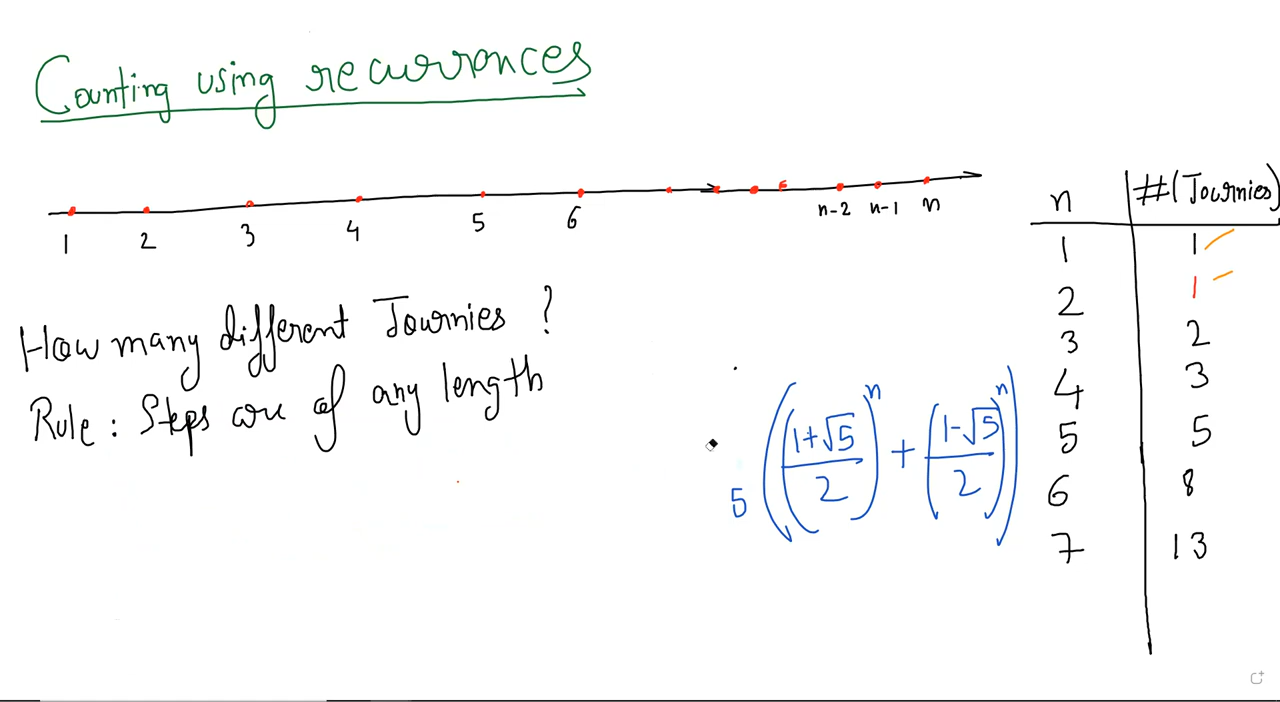 Counting using recurrences
1 2 3 4 5 6 n-2 n-1 n
How many different Journies ?
Rule : Steps are of any length
5 (((1+√5)/2)^n + ((1-√5)/2)^n)
n #(Journies)
1 1
2 1
3 2
4 3
5 5
6 8
7 13